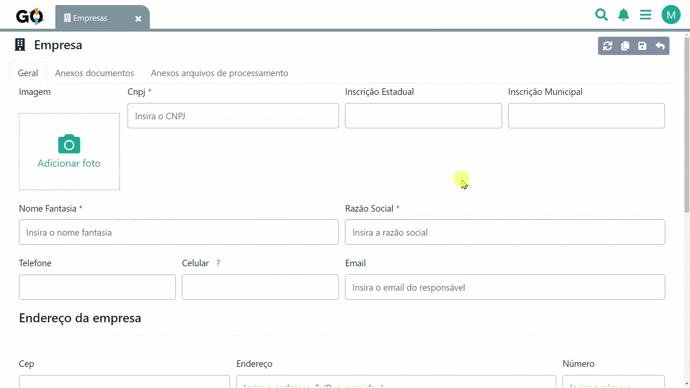 GO
Empresas
M
Empresa
Geral Anexos documentos Anexos arquivos de processamento
Imagem Cnpj * Inscrição Estadual Inscrição Municipal
Insira o CNPJ
Adicionar foto
Nome Fantasia * Razão Social *
Insira o nome fantasia Insira a razão social
Telefone Celular ? Email
Insira o email do responsável
Endereço da empresa
Cep Endereço Número